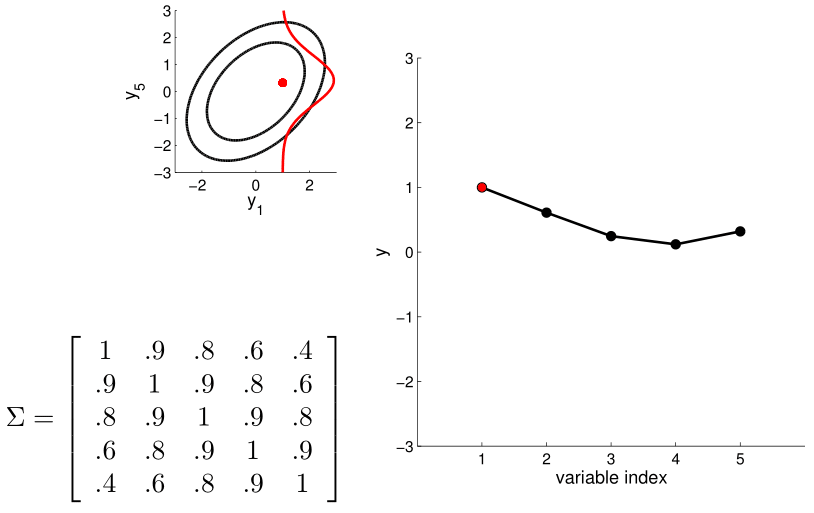 3
2
1
0
−1
−2
−3
y5
−2 0 2
y1
3
2
1
0
−1
−2
−3
y
1 2 3 4 5
variable index
Σ =
1 .9 .8 .6 .4
.9 1 .9 .8 .6
.8 .9 1 .9 .8
.6 .8 .9 1 .9
.4 .6 .8 .9 1